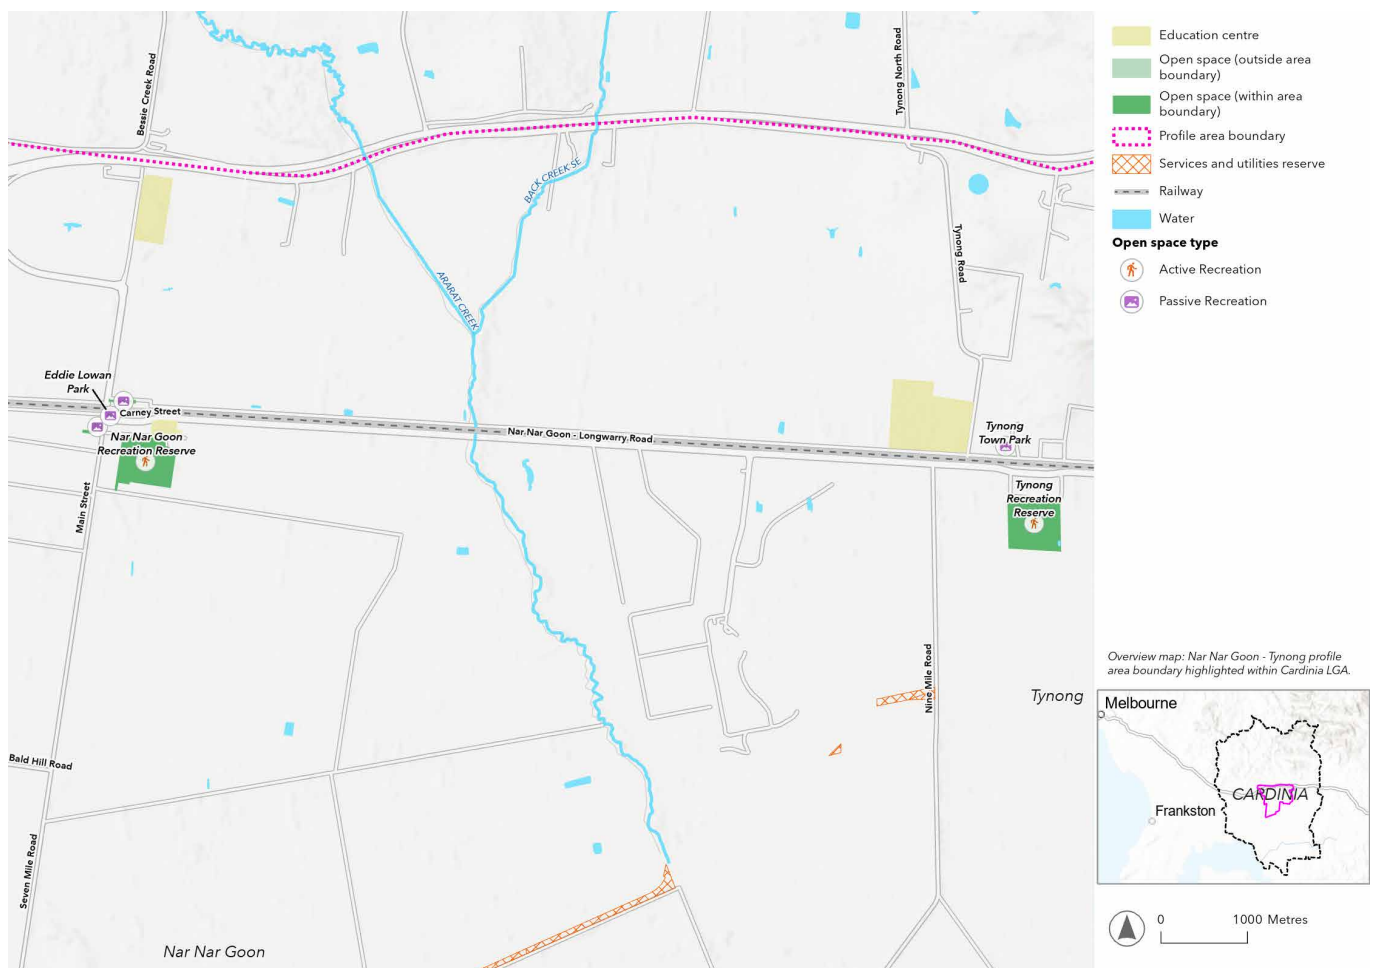 Bessie Creek Road
Tynong North Road
BACK CREEK SE
ARARAT CREEK
Tynong Road
Eddie Lowan
Park
Carney Street
Nar Nar Goon
Recreation Reserve
Nar Nar Goon - Longwarry Road
Tynong
Town Park
Tynong
Recreation
Reserve
Main Street
Nine Mile Road
Tynong
Bald Hill Road
Seven Mile Road
Nar Nar Goon
Education centre
Open space (outside area
boundary)
Open space (within area
boundary)
Profile area boundary
Services and utilities reserve
Railway
Water
Open space type
Active Recreation
Passive Recreation
Overview map: Nar Nar Goon - Tynong profile
area boundary highlighted within Cardinia LGA.
Melbourne
CARDINIA
Frankston
0 1000 Metres